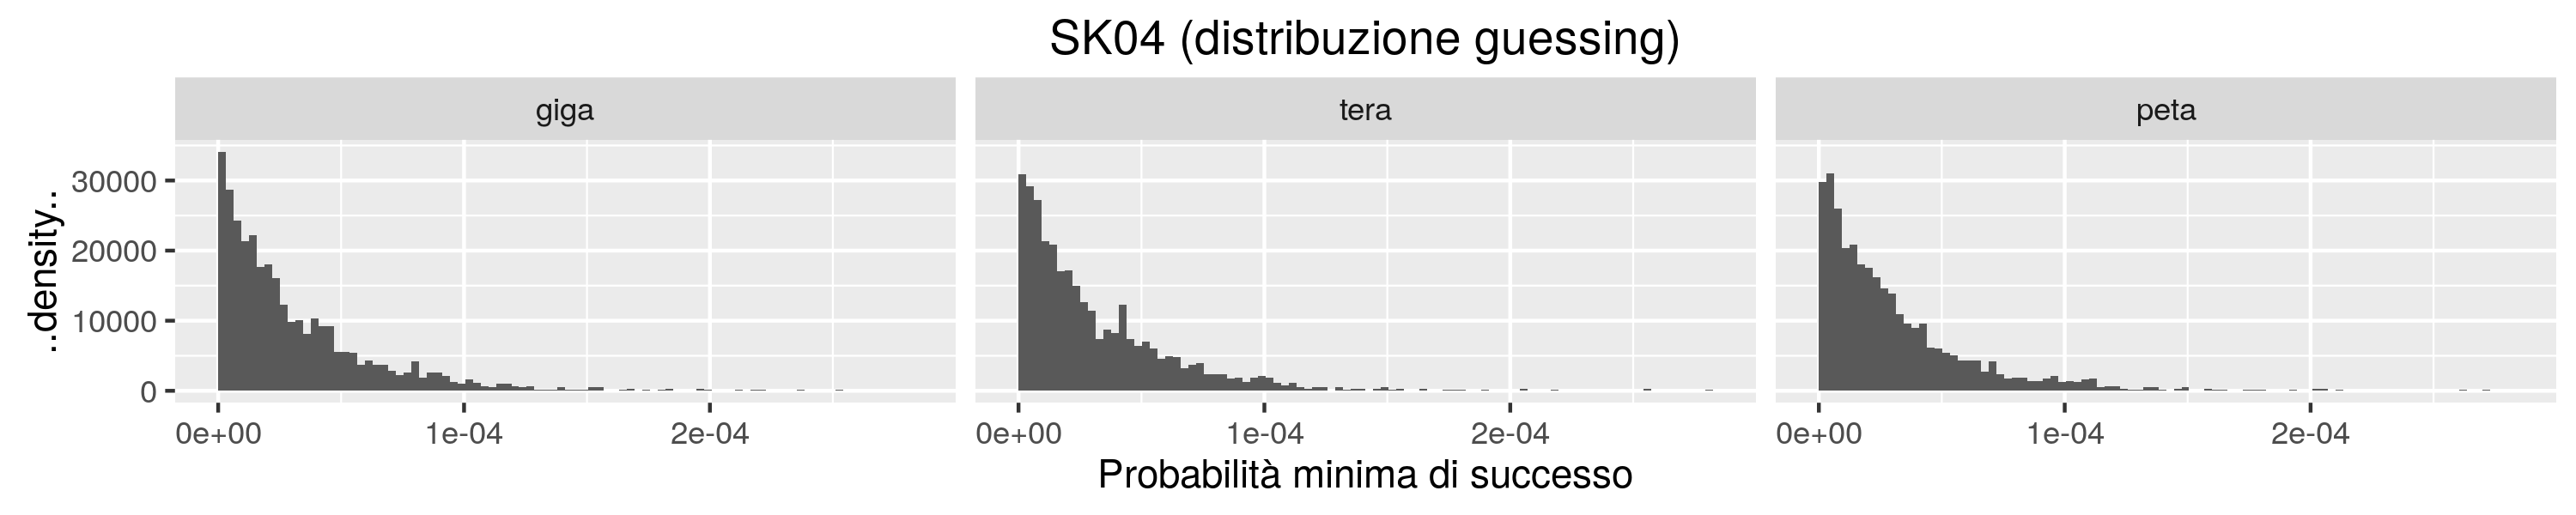 SK04 (distribuzione guessing)
giga
tera
peta
..density..
30000
20000
10000
0
0e+00 1e-04 2e-04
0e+00 1e-04 2e-04
0e+00 1e-04 2e-04
Probabilità minima di successo